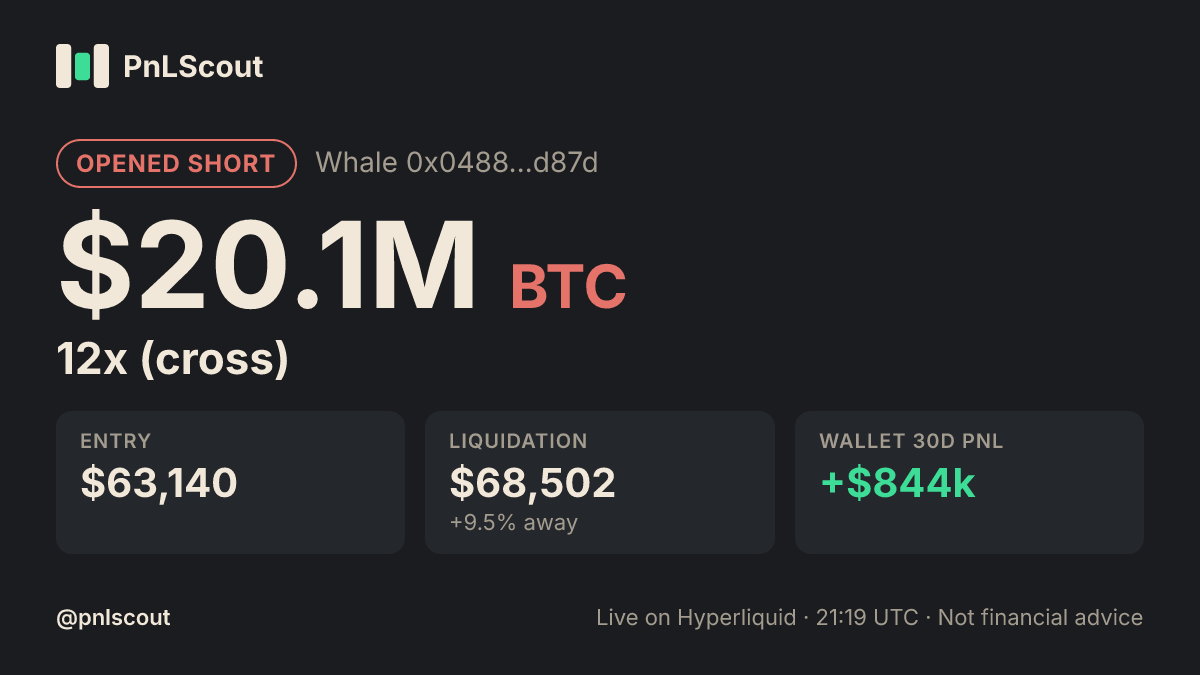 PnLScout
OPENED SHORT Whale 0x0488...d87d
$20.1M BTC
12x (cross)
ENTRY
$63,140
LIQUIDATION
$68,502
+9.5% away
WALLET 30D PNL
+$844k
@pnlscout
Live on Hyperliquid · 21:19 UTC · Not financial advice